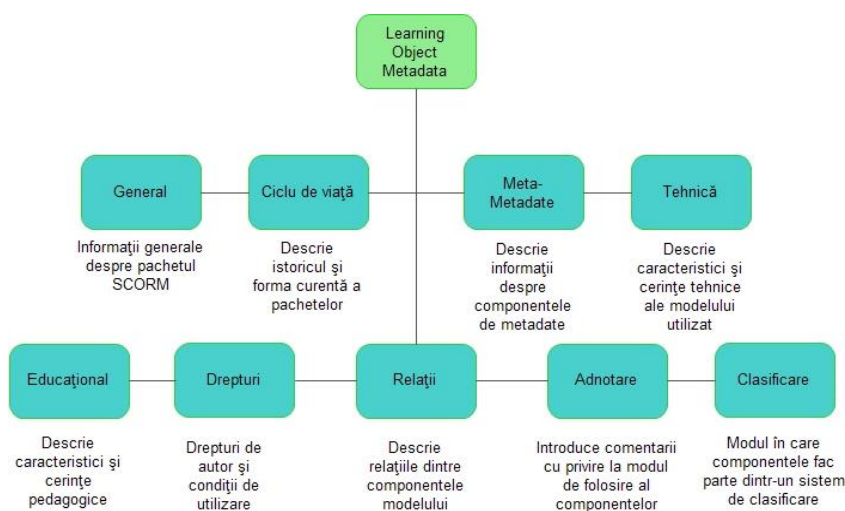 Learning
Object
Metadata
General
Ciclu de viaţă
Meta-
Metadate
Tehnică
Informaţii generale
despre pachetul
SCORM
Descrie
istoricul şi
forma curentă a
pachetelor
Descrie
informaţii
despre
componentele
de metadate
Descrie
caracteristici şi
cerinţe tehnice
ale modelului
utilizat
Educaţional
Drepturi
Relaţii
Adnotare
Clasificare
Descrie
caracteristici şi
cerinţe
pedagogice
Drepturi de
autor şi
condiţii de
utilizare
Descrie
relaţiile dintre
componentele
modelului
Introduce comentarii
cu privire la modul
de folosire al
componentelor
Modul în care
componentele fac
parte dintr-un sistem
de clasificare